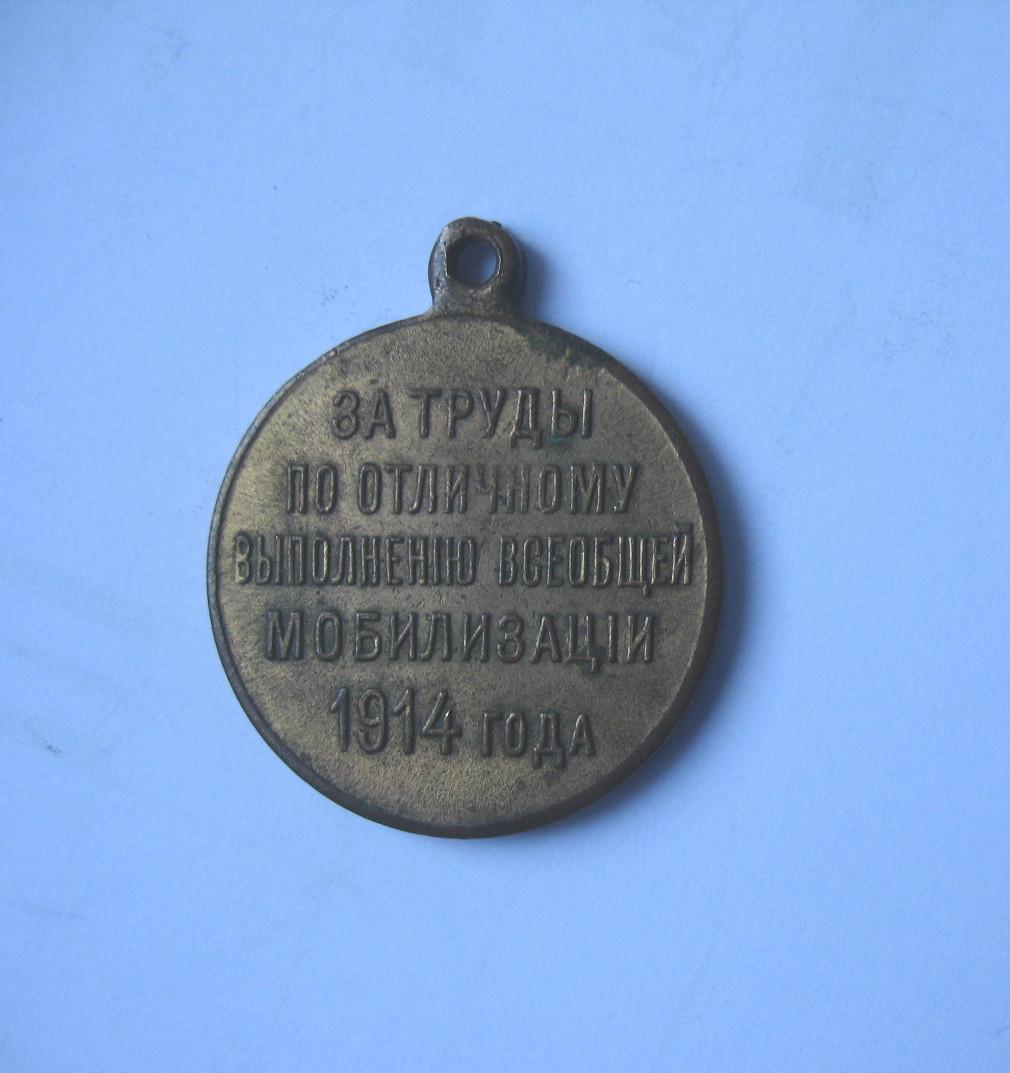 ЗА ТРУДЫ
ПО ОТЛИЧНОМУ
ВЫПОЛНЕНІЮ ВСЕОБЩЕЙ
МОБИЛИЗАЦІИ
1914 ГОДА